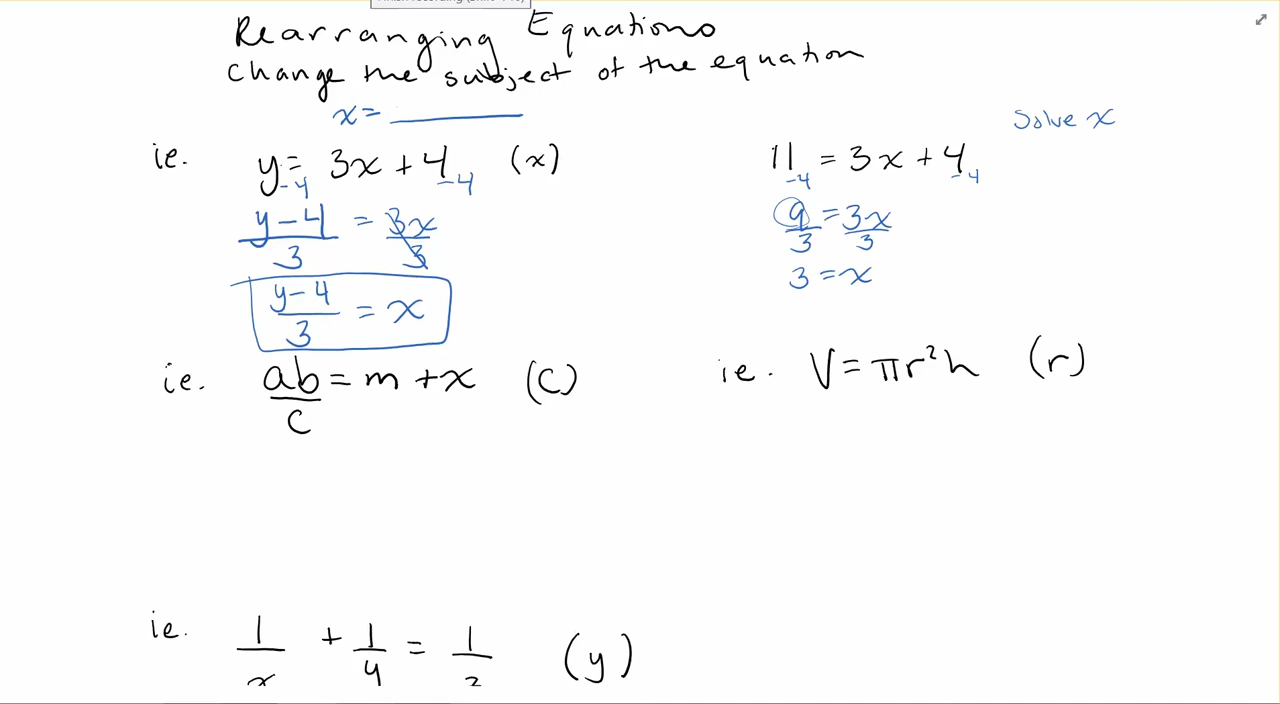 Rearranging Equations
Change the subject of the equation
x = ______
Solve x
ie. y = 3x + 4 (x)
-4 -4
y - 4 = 3x
3 3
y - 4 = x
3
11 = 3x + 4
-4 -4
9 = 3x
3 3
3 = x
ie. ab = m + x (c)
c
ie. V = πr²h (r)
ie. 1 + 1 = 1 (y)
x y z